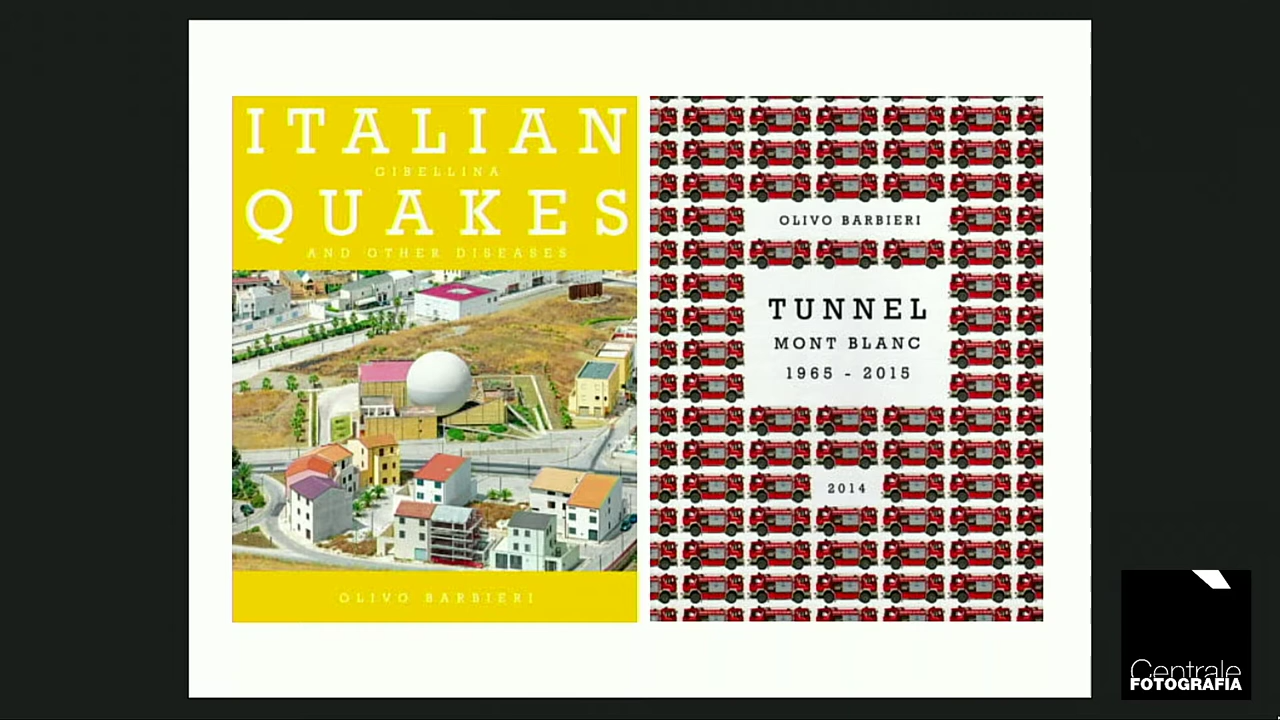 ITALIAN
GIBELLINA
QUAKES
AND OTHER DISEASES
OLIVO BARBIERI
OLIVO BARBIERI
TUNNEL
MONT BLANC
1965 - 2015
2014
Centrale
FOTOGRAFIA